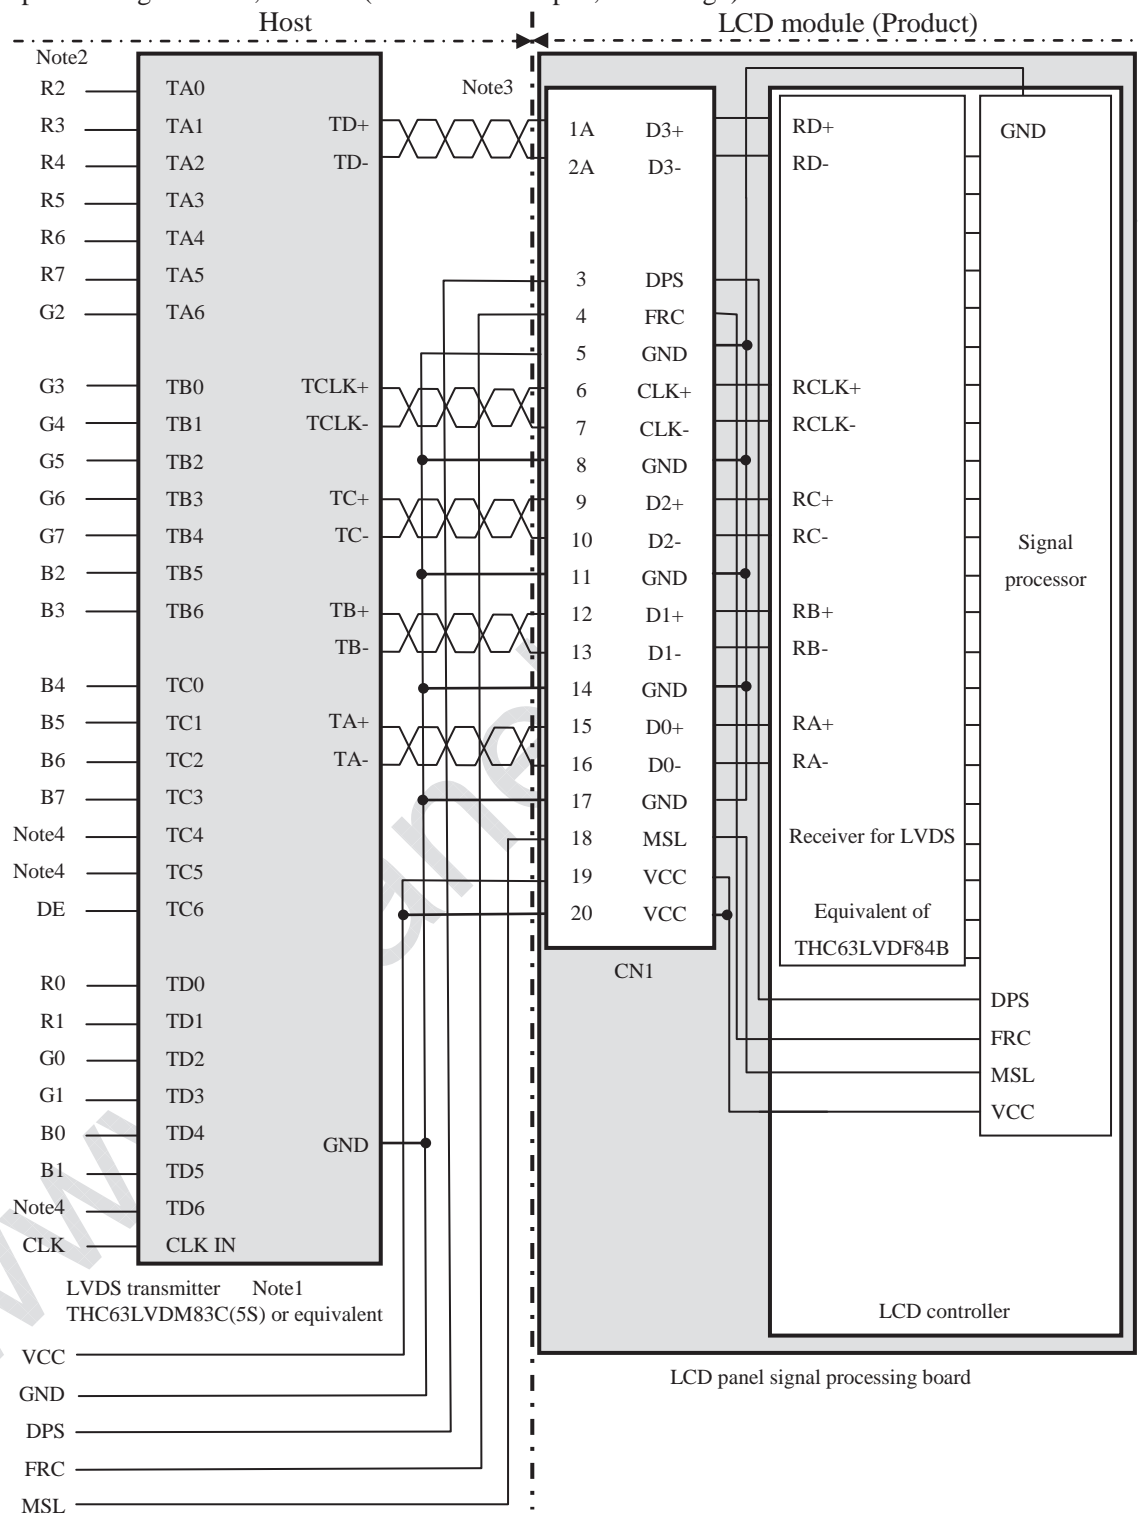 Host LCD module (Product)
Note2
Note3
R2 TA0
R3 TA1 TD+ 1A D3+ RD+ GND
R4 TA2 TD- 2A D3- RD-
R5 TA3
R6 TA4
R7 TA5 3 DPS
G2 TA6 4 FRC
5 GND
G3 TB0 TCLK+ 6 CLK+ RCLK+
G4 TB1 TCLK- 7 CLK- RCLK-
G5 TB2 8 GND
G6 TB3 TC+ 9 D2+ RC+
G7 TB4 TC- 10 D2- RC- Signal
B2 TB5 11 GND processor
B3 TB6 TB+ 12 D1+ RB+
TB- 13 D1- RB-
B4 TC0 14 GND
B5 TC1 TA+ 15 D0+ RA+
B6 TC2 TA- 16 D0- RA-
B7 TC3 17 GND
Note4 TC4 18 MSL Receiver for LVDS
Note4 TC5 19 VCC
DE TC6 20 VCC Equivalent of
THC63LVDF84B
CN1
R0 TD0 DPS
R1 TD1
G0 TD2 FRC
G1 TD3 MSL
B0 TD4 VCC
GND
B1 TD5
Note4 TD6
CLK CLK IN
LVDS transmitter Note1
THC63LVDM83C(5S) or equivalent
LCD controller
VCC
LCD panel signal processing board
GND
DPS
FRC
MSL